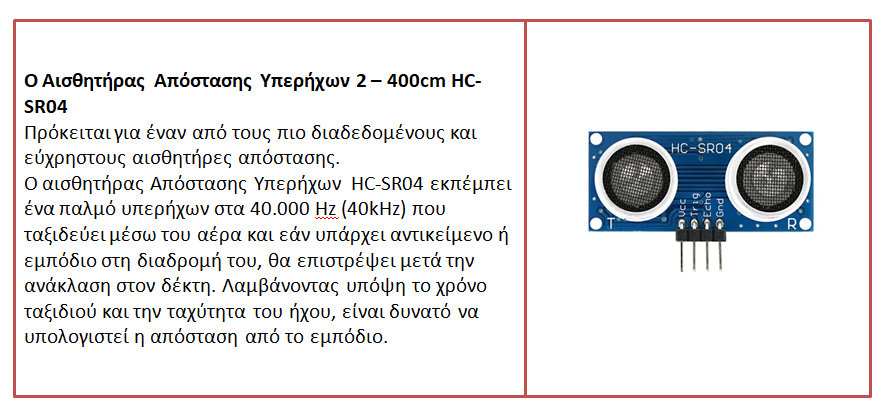 Ο Αισθητήρας Απόστασης Υπερήχων 2 – 400cm HC-
SR04
Πρόκειται για έναν από τους πιο διαδεδομένους και
εύχρηστους αισθητήρες απόστασης.
Ο αισθητήρας Απόστασης Υπερήχων HC-SR04 εκπέμπει
ένα παλμό υπερήχων στα 40.000 Hz (40kHz) που
ταξιδεύει μέσω του αέρα και εάν υπάρχει αντικείμενο ή
εμπόδιο στη διαδρομή του, θα επιστρέψει μετά την
ανάκλαση στον δέκτη. Λαμβάνοντας υπόψη το χρόνο
ταξιδιού και την ταχύτητα του ήχου, είναι δυνατό να
υπολογιστεί η απόσταση από το εμπόδιο.
HC-SR04
Vcc
Trig
Echo
Gnd
T
R